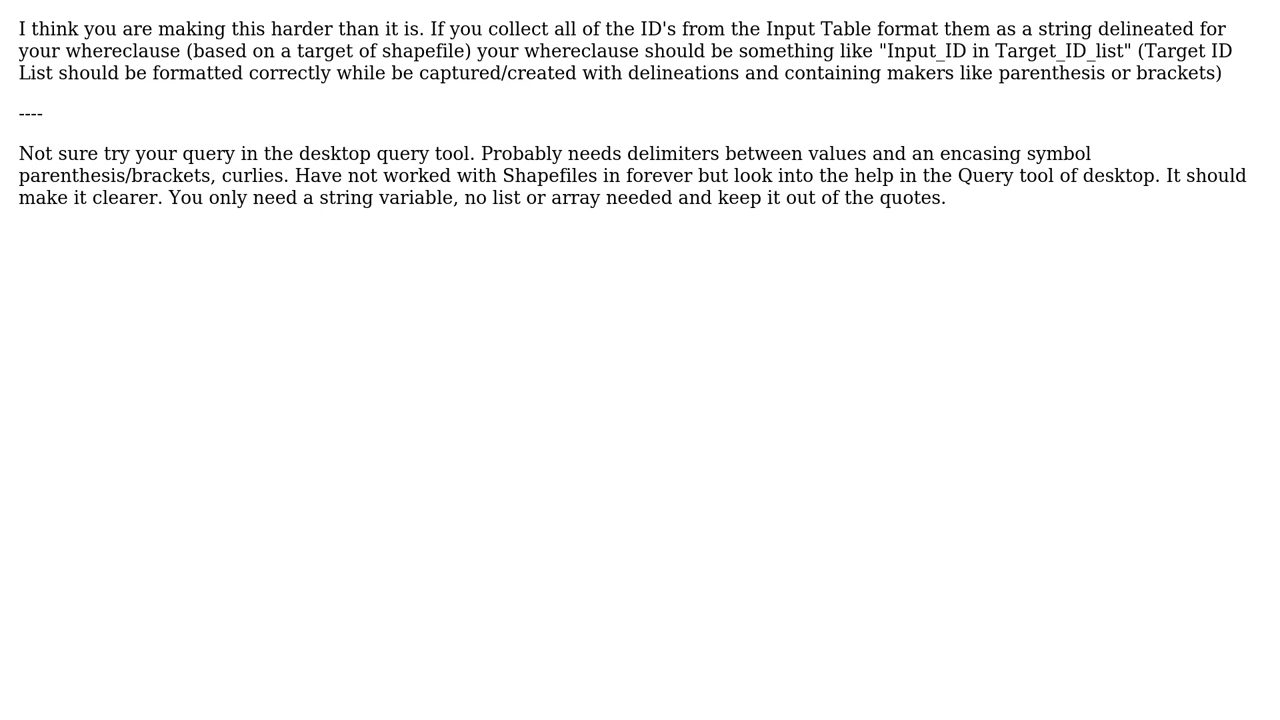 I think you are making this harder than it is. If you collect all of the ID's from the Input Table format them as a string delineated for
your whereclause (based on a target of shapefile) your whereclause should be something like "Input_ID in Target_ID_list" (Target ID
List should be formatted correctly while be captured/created with delineations and containing makers like parenthesis or brackets)
----
Not sure try your query in the desktop query tool. Probably needs delimiters between values and an encasing symbol
parenthesis/brackets, curlies. Have not worked with Shapefiles in forever but look into the help in the Query tool of desktop. It should
make it clearer. You only need a string variable, no list or array needed and keep it out of the quotes.